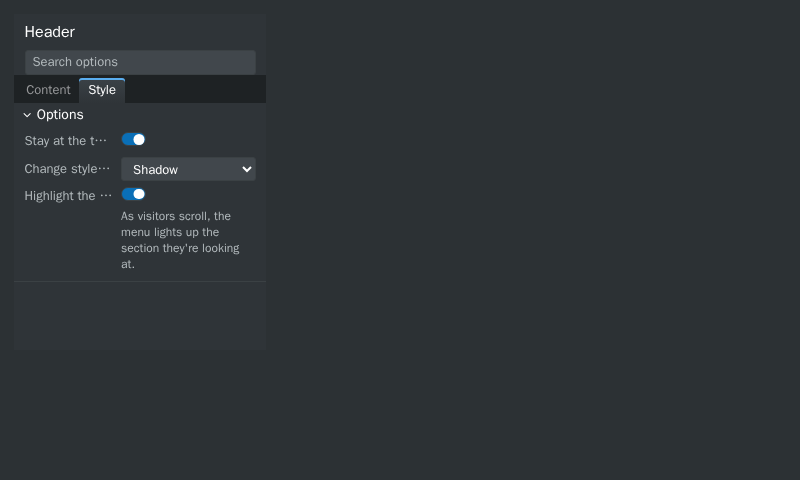 Header
Search options
Content Style
Options
Stay at the t…
Change style… Shadow
Highlight the …
As visitors scroll, the
menu lights up the
section they're looking
at.